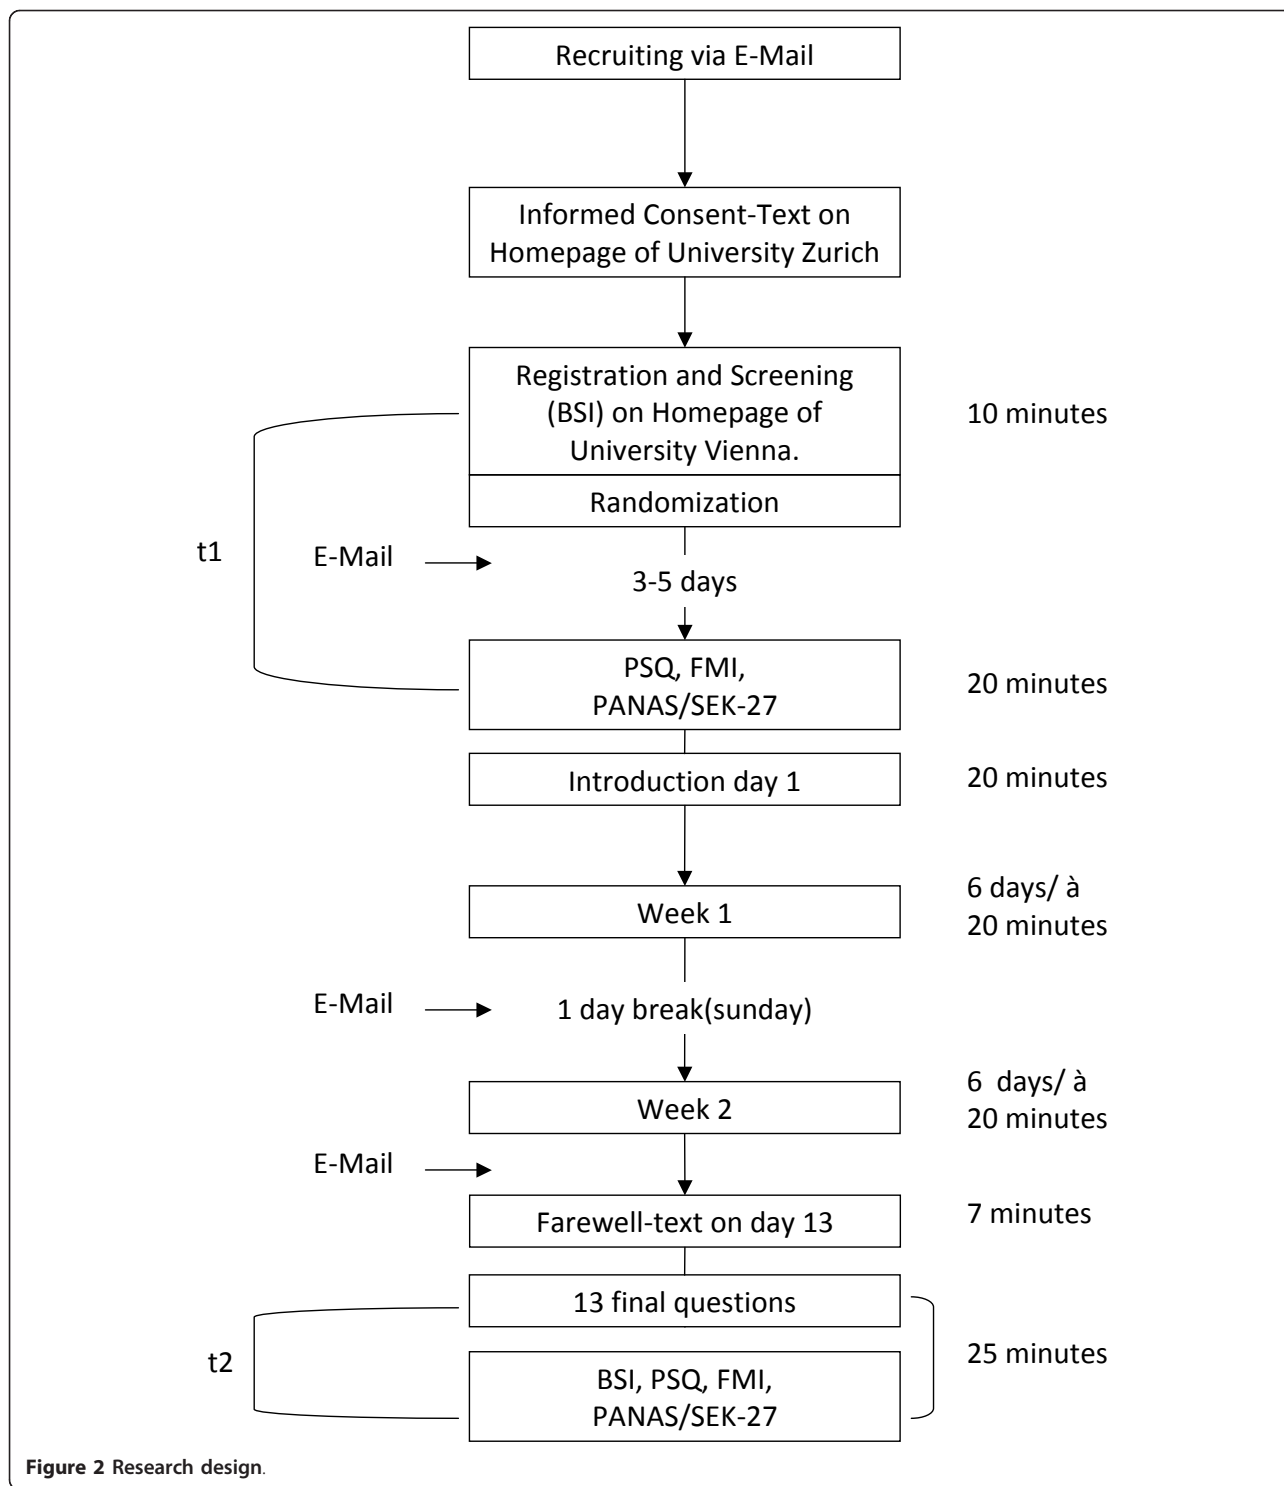 Recruiting via E-Mail
Informed Consent-Text on
Homepage of University Zurich
Registration and Screening
(BSI) on Homepage of
University Vienna.
10 minutes
Randomization
t1
E-Mail
3-5 days
PSQ, FMI,
PANAS/SEK-27
20 minutes
Introduction day 1
20 minutes
Week 1
6 days/ à
20 minutes
E-Mail
1 day break(sunday)
Week 2
6 days/ à
20 minutes
E-Mail
Farewell-text on day 13
7 minutes
13 final questions
t2
25 minutes
BSI, PSQ, FMI,
PANAS/SEK-27
Figure 2 Research design.